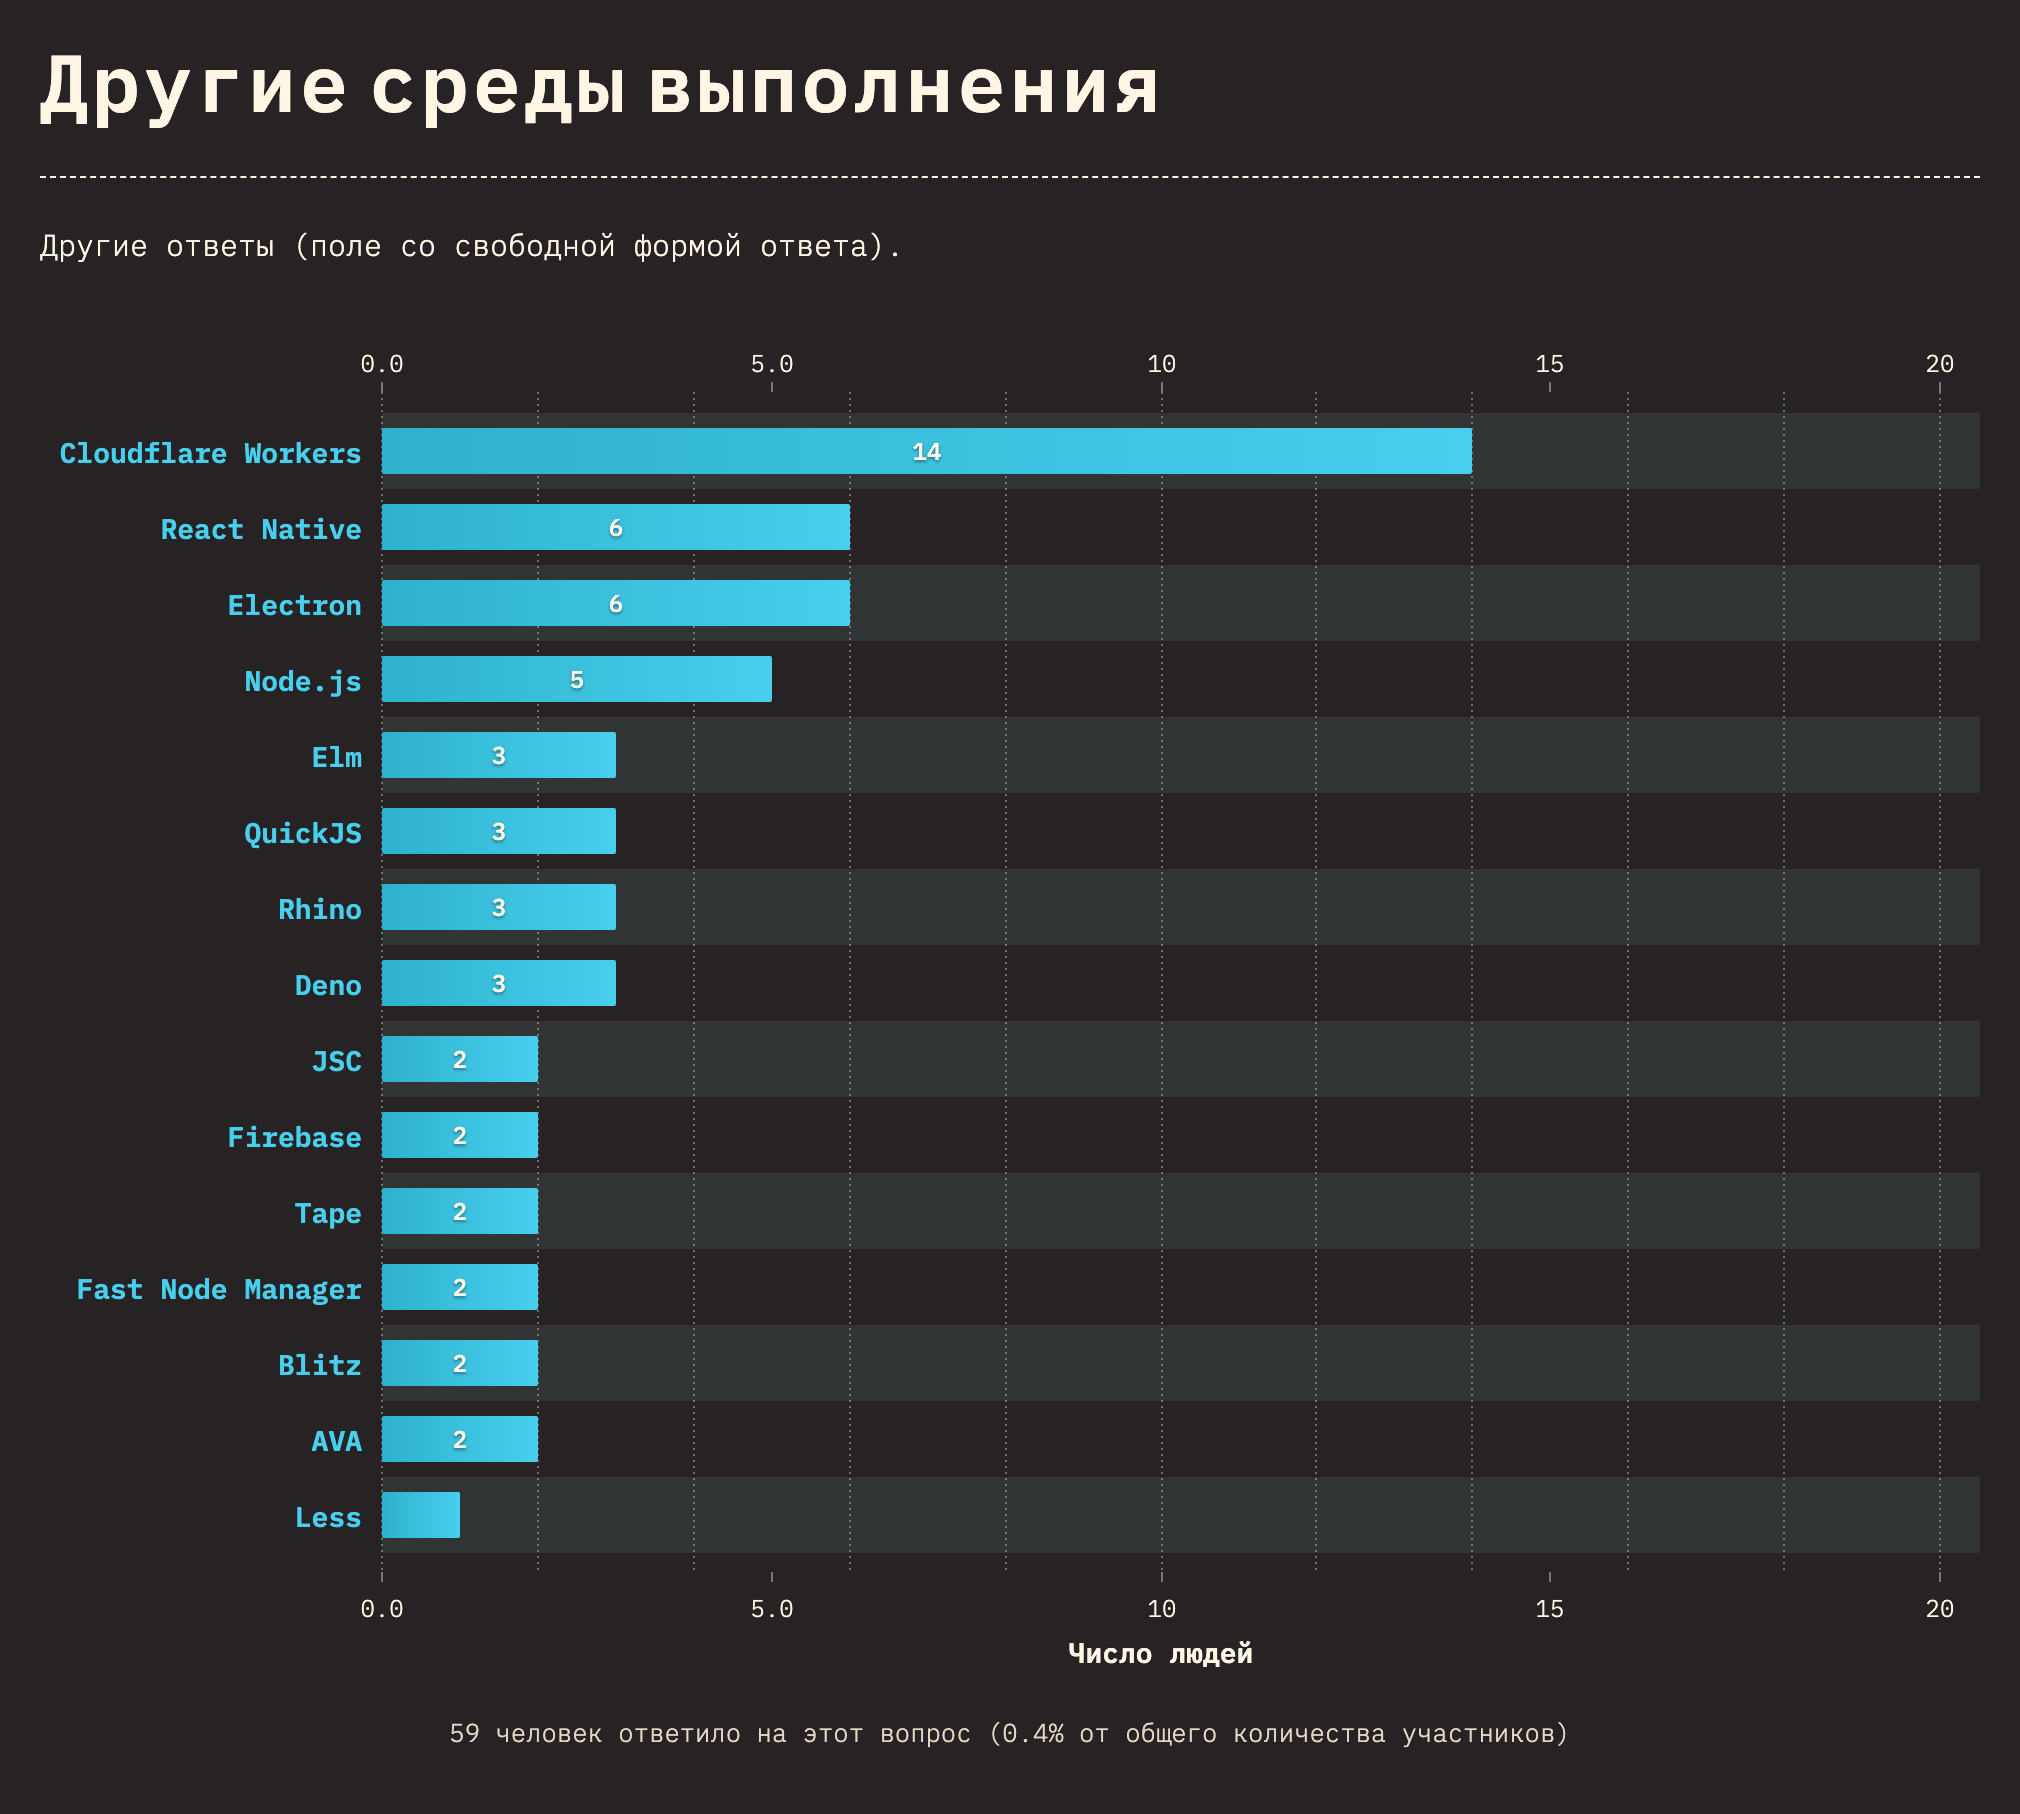 Другие среды выполнения
Другие ответы (поле со свободной формой ответа).
0.0 5.0 10 15 20
Cloudflare Workers 14
React Native 6
Electron 6
Node.js 5
Elm 3
QuickJS 3
Rhino 3
Deno 3
JSC 2
Firebase 2
Tape 2
Fast Node Manager 2
Blitz 2
AVA 2
Less
0.0 5.0 10 15 20
Число людей
59 человек ответило на этот вопрос (0.4% от общего количества участников)